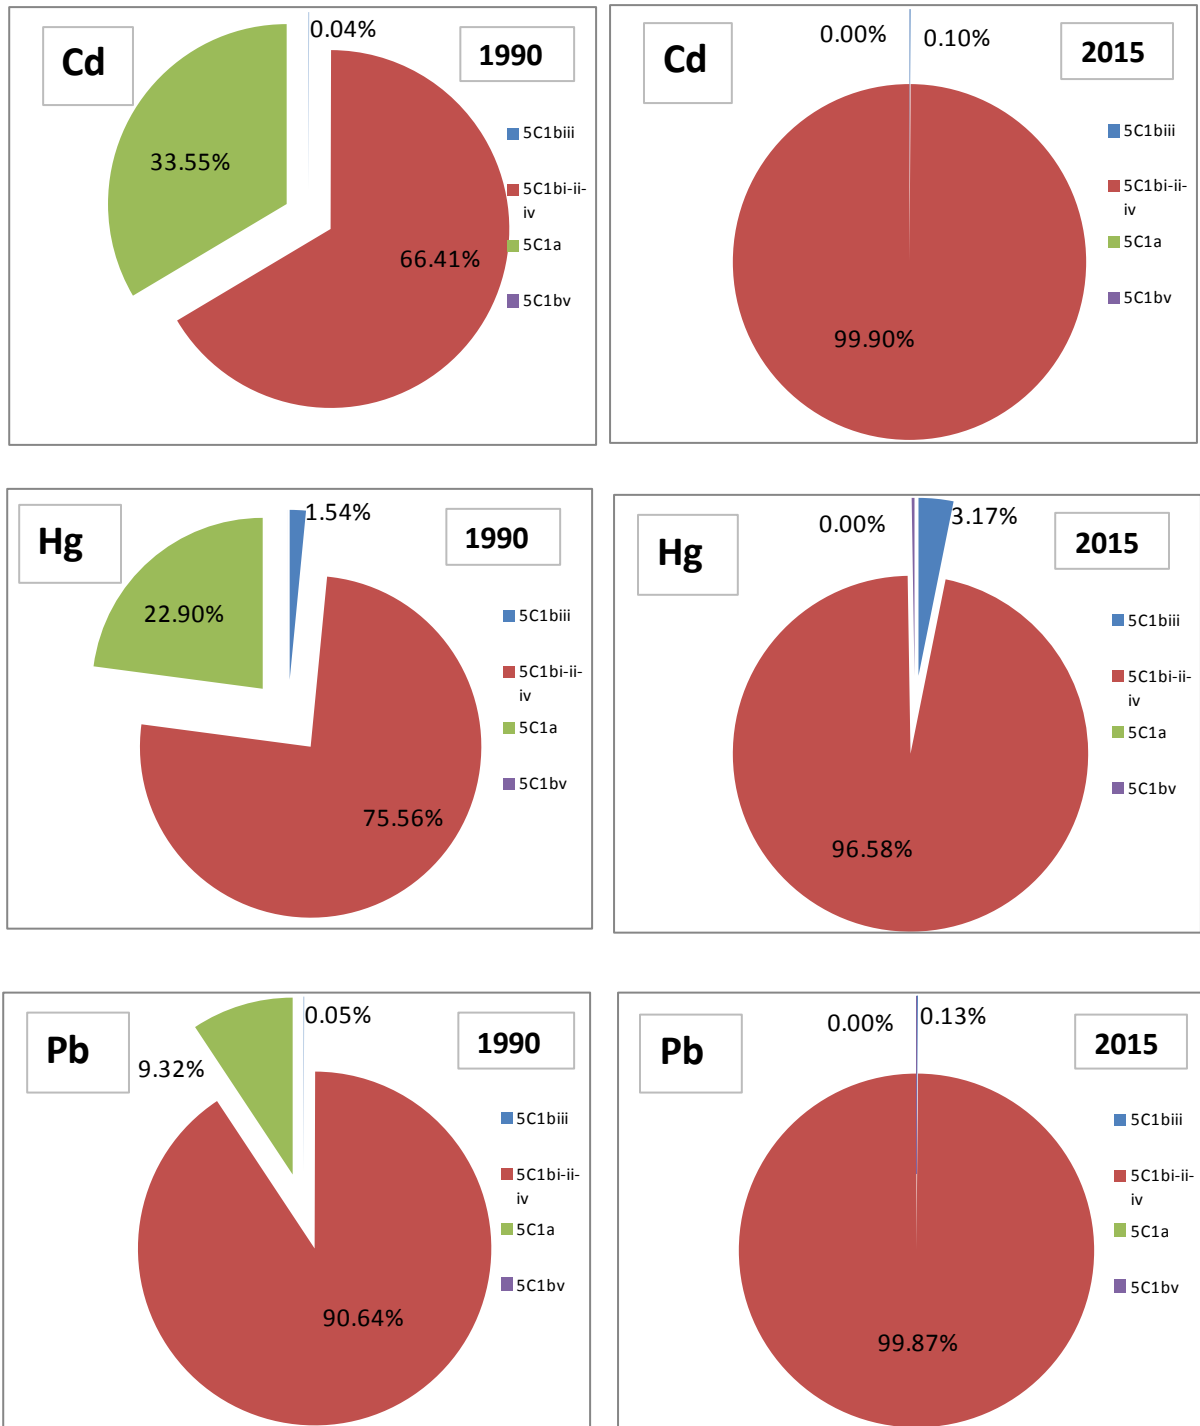 Cd
0.04%
1990
33.55%
66.41%
5C1biii
5C1bi-ii-
iv
5C1a
5C1bv
Cd
0.00%
0.10%
2015
99.90%
5C1biii
5C1bi-ii-
iv
5C1a
5C1bv
Hg
1.54%
1990
22.90%
75.56%
5C1biii
5C1bi-ii-
iv
5C1a
5C1bv
Hg
0.00%
3.17%
2015
96.58%
5C1biii
5C1bi-ii-
iv
5C1a
5C1bv
Pb
0.05%
1990
9.32%
90.64%
5C1biii
5C1bi-ii-
iv
5C1a
5C1bv
Pb
0.00%
0.13%
2015
99.87%
5C1biii
5C1bi-ii-
iv
5C1a
5C1bv